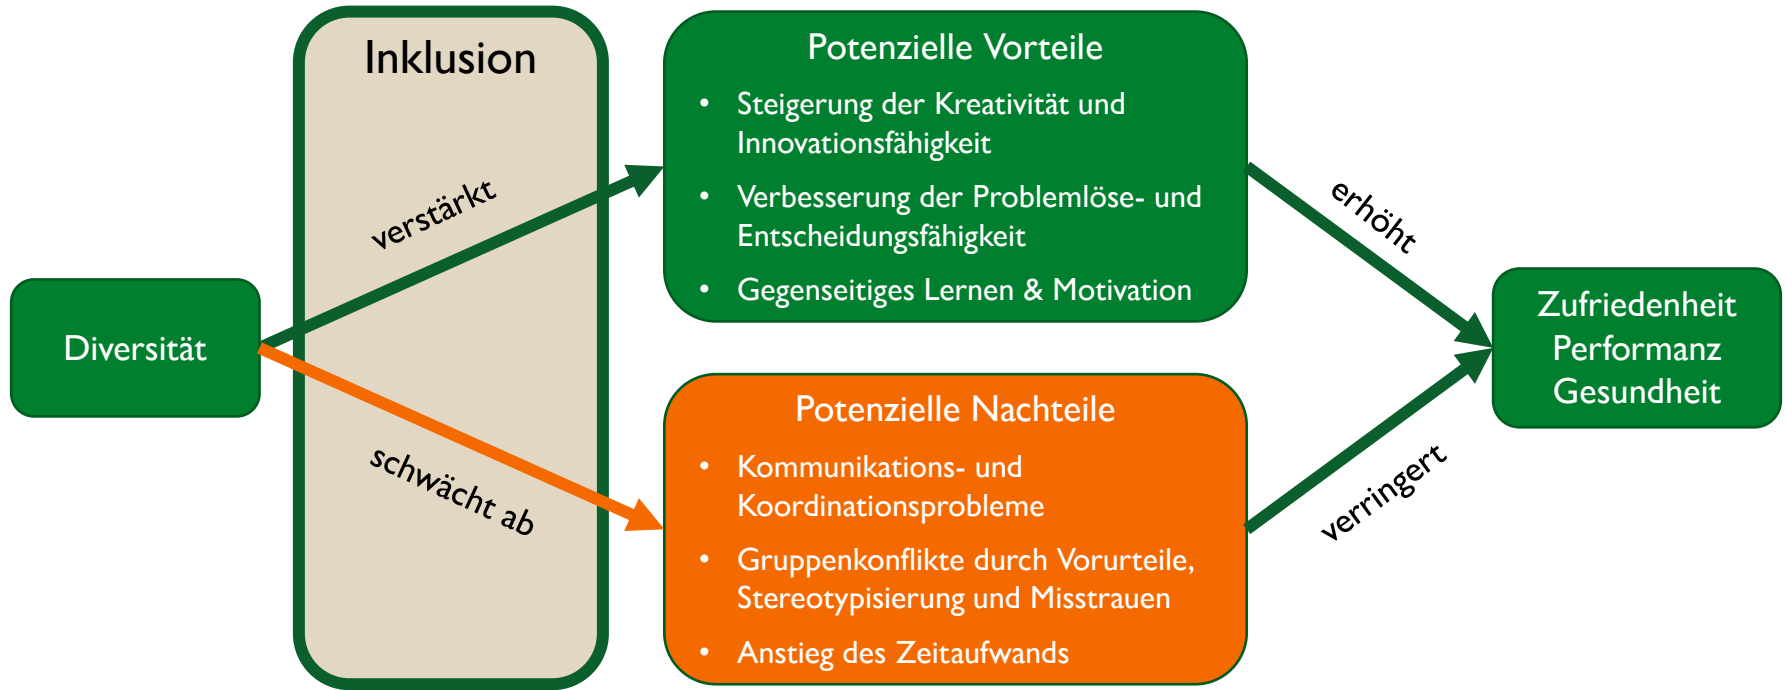 Diversität
Inklusion
verstärkt
schwächt ab
Potenzielle Vorteile
• Steigerung der Kreativität und
Innovationsfähigkeit
• Verbesserung der Problemlöse- und
Entscheidungsfähigkeit
• Gegenseitiges Lernen & Motivation
Potenzielle Nachteile
• Kommunikations- und
Koordinationsprobleme
• Gruppenkonflikte durch Vorurteile,
Stereotypisierung und Misstrauen
• Anstieg des Zeitaufwands
erhöht
verringert
Zufriedenheit
Performanz
Gesundheit